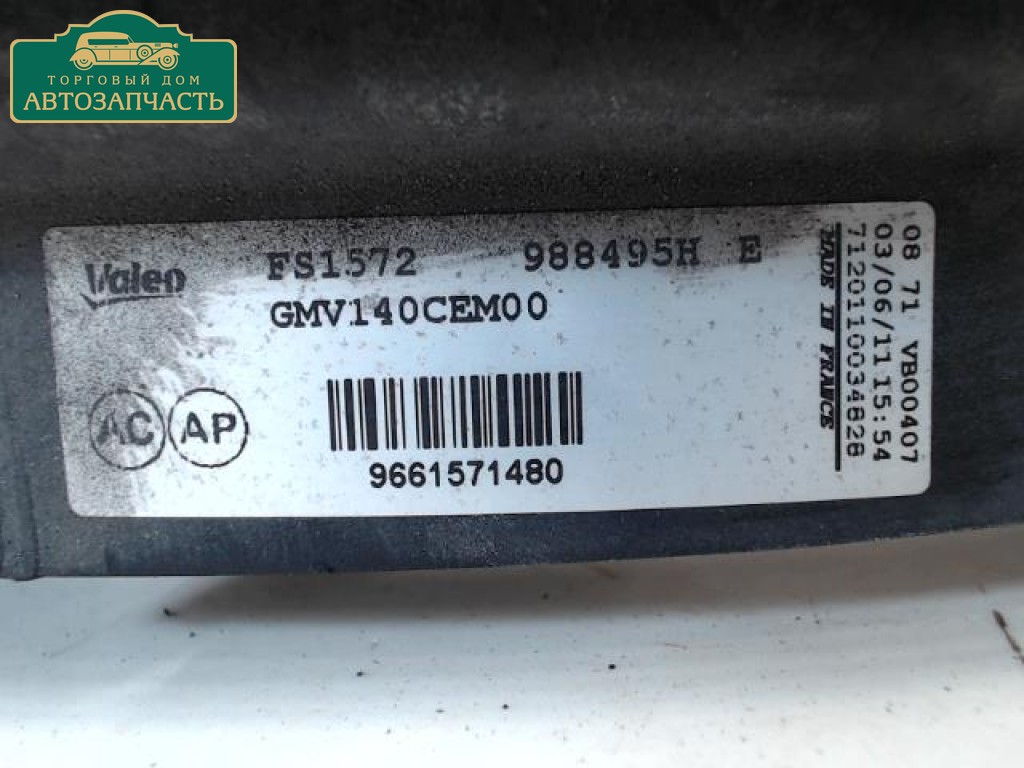 ТОРГОВЫЙ ДОМ
АВТОЗАПЧАСТЬ
Valeo
FS1572 988495H E
GMV140CEM00
AC AP
9661571480
MADE IN FRANCE
7120110034828
03/06/11 15:54
08 71 VB00407